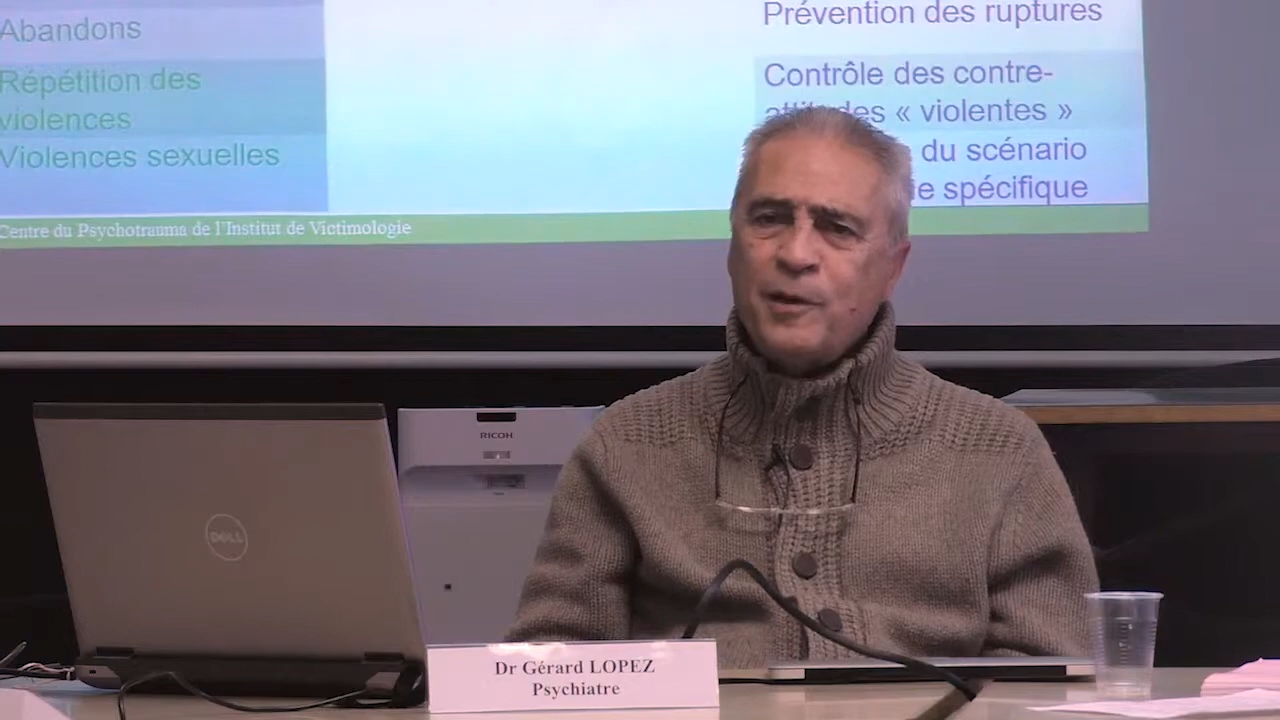 Abandons
Répétition des
violences
Violences sexuelles
Prévention des ruptures
Contrôle des contre-
« violentes »
du scénario
spécifique
Centre du Psychotrauma de l'Institut de Victimologie
RICOH
DELL
Dr Gérard LOPEZ
Psychiatre